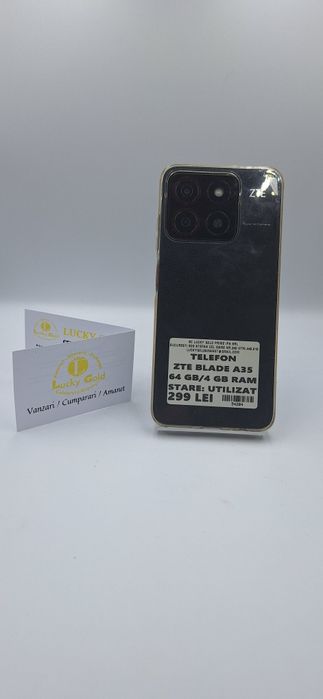 ZTE
LUCKY
Lucky Gold
Vanzari / Cumparari / Amanet
TELEFON
ZTE BLADE A35
64 GB/4 GB RAM
STARE: UTILIZAT
299 LEI